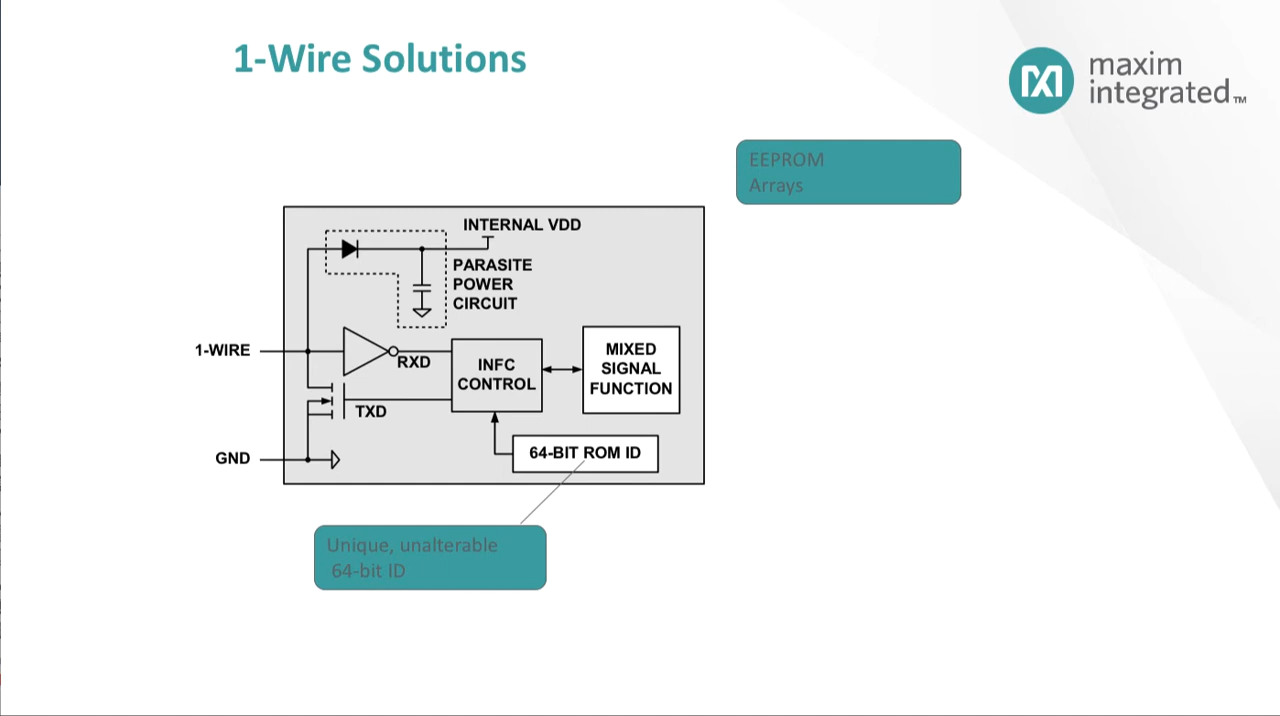 1-Wire Solutions
maxim
integrated™
EEPROM
Arrays
INTERNAL VDD
PARASITE
POWER
CIRCUIT
1-WIRE
RXD
INFC
CONTROL
MIXED
SIGNAL
FUNCTION
TXD
GND
64-BIT ROM ID
Unique, unalterable
64-bit ID